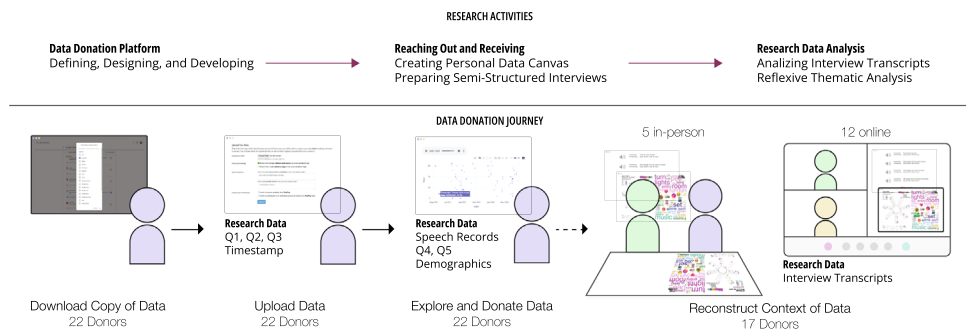 RESEARCH ACTIVITIES
Data Donation Platform
Defining, Designing, and Developing
Reaching Out and Receiving
Creating Personal Data Canvas
Preparing Semi-Structured Interviews
Research Data Analysis
Analizing Interview Transcripts
Reflexive Thematic Analysis
DATA DONATION JOURNEY
5 in-person
12 online
Research Data
Q1, Q2, Q3
Timestamp
Research Data
Speech Records
Q4, Q5
Demographics
Research Data
Interview Transcripts
Download Copy of Data
22 Donors
Upload Data
22 Donors
Explore and Donate Data
22 Donors
Reconstruct Context of Data
17 Donors